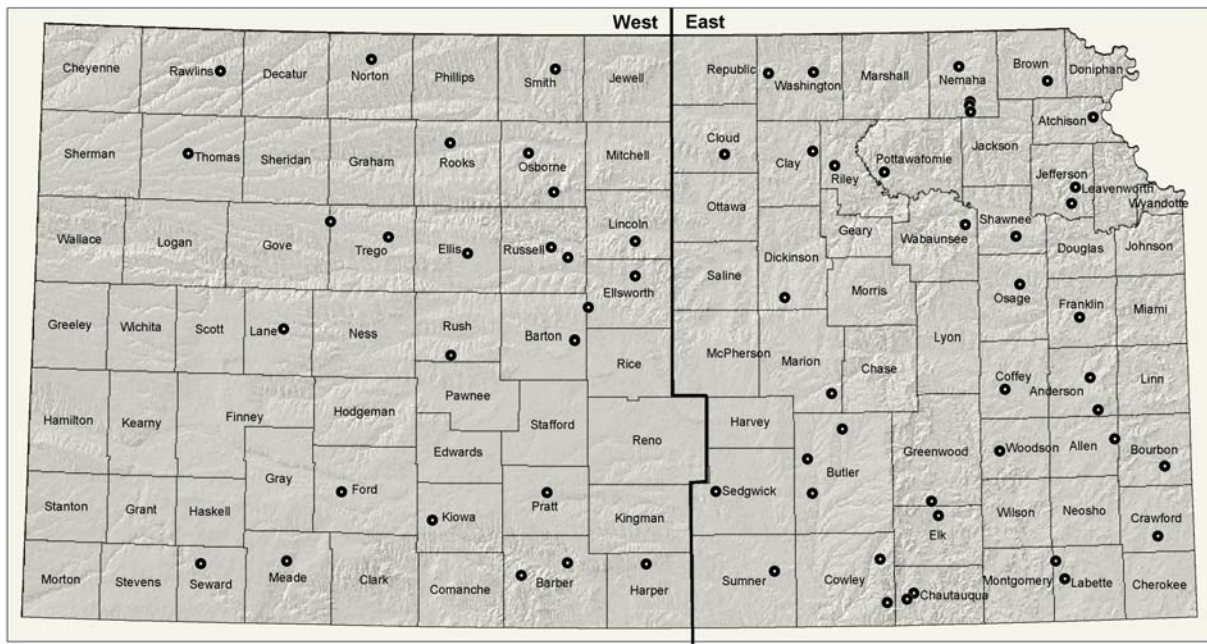 West East
Cheyenne Rawlins Decatur Norton Phillips Smith Jewell Republic Washington Marshall Nemaha Brown Doniphan
Atchison
Sherman Thomas Sheridan Graham Rooks Osborne Mitchell Cloud Clay Riley Pottawatomie Jackson
Jefferson Leavenworth
Wyandotte
Wallace Logan Gove Trego Ellis Russell Lincoln Ottawa Geary Wabaunsee Shawnee Douglas Johnson
Ellsworth Saline Dickinson Morris Osage Franklin Miami
Greeley Wichita Scott Lane Ness Rush Barton Rice McPherson Marion Chase Lyon Coffey Anderson Linn
Hamilton Kearny Finney Hodgeman Pawnee Stafford Reno Harvey
Edwards Butler Greenwood Woodson Allen Bourbon
Gray Ford Kiowa Pratt Kingman Sedgwick
Stanton Grant Haskell Elk Wilson Neosho Crawford
Morton Stevens Seward Meade Clark Comanche Barber Harper Sumner Cowley Chautauqua Montgomery Labette Cherokee